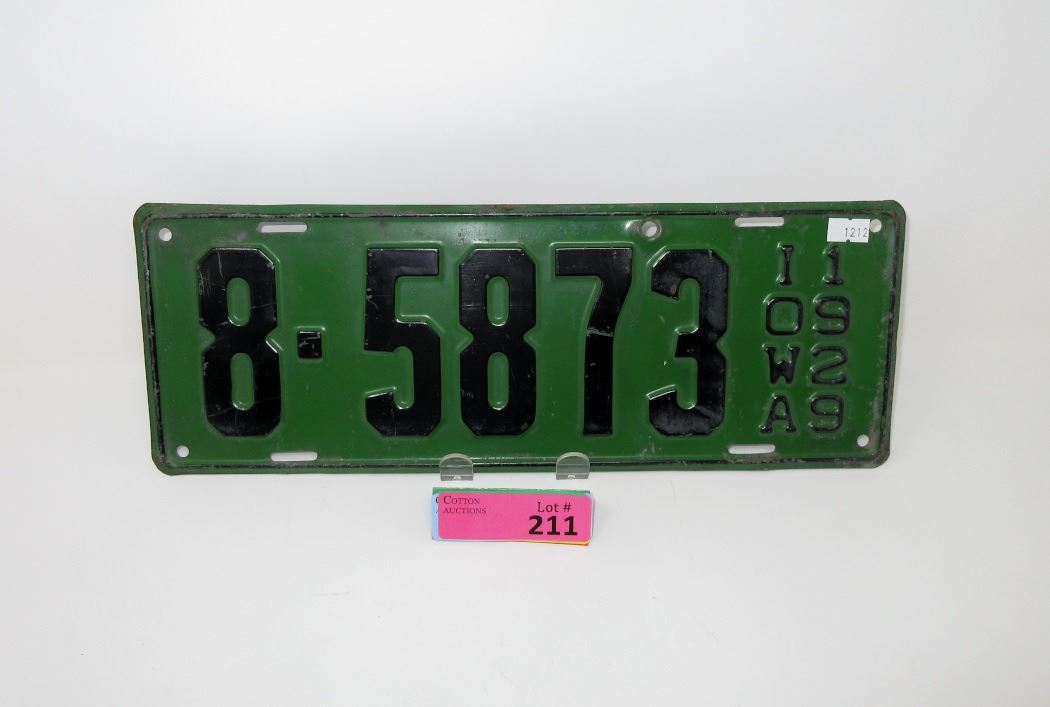 8-5873
IOWA
1929
1212
COTTON
AUCTIONS
Lot #
211